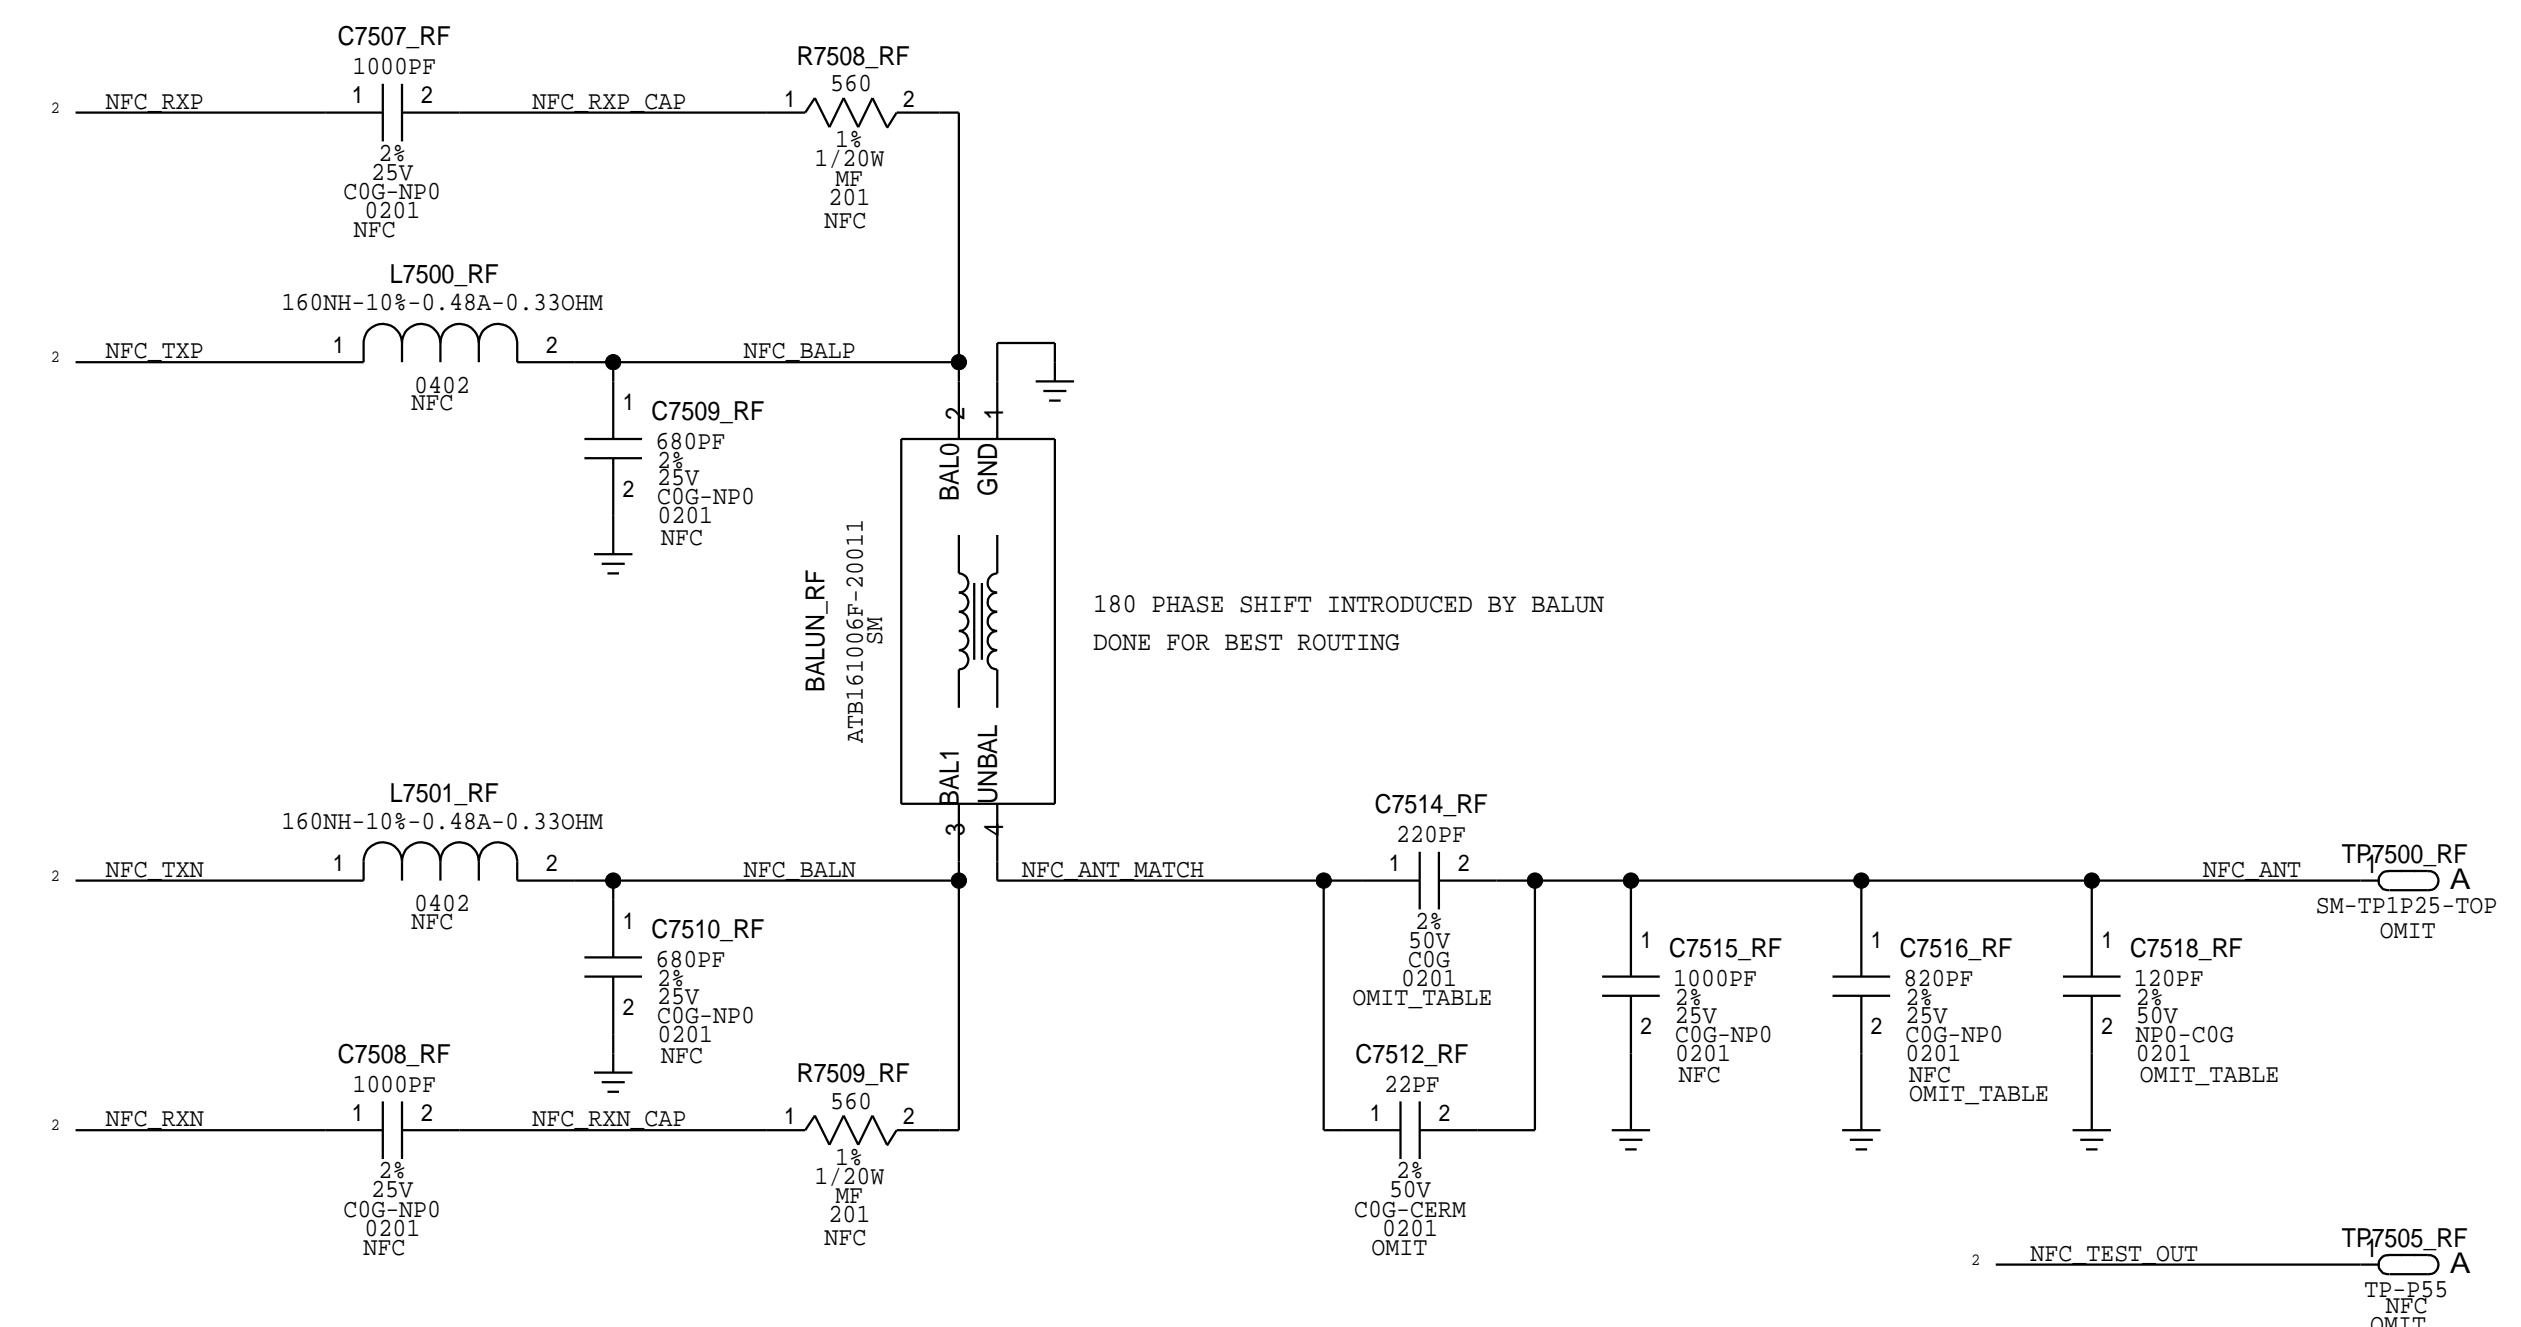 C7507_RF
1000PF
1
2
2
NFC_RXP
NFC_RXP_CAP
2%
25V
C0G-NP0
0201
NFC
R7508_RF
560
1
2
1%
1/20W
MF
201
NFC
L7500_RF
160NH-10%-0.48A-0.33OHM
2
NFC_TXP
1
2
NFC_BALP
0402
NFC
1
C7509_RF
680PF
2%
25V
C0G-NP0
0201
NFC
2
2
1
BAL0
GND
BALUN_RF
ATB161006F-20011
SM
180 PHASE SHIFT INTRODUCED BY BALUN
DONE FOR BEST ROUTING
BAL1
UNBAL
3
4
L7501_RF
160NH-10%-0.48A-0.33OHM
2
NFC_TXN
1
2
NFC_BALN
0402
NFC
1
C7510_RF
680PF
2%
25V
C0G-NP0
0201
NFC
2
C7508_RF
1000PF
2
NFC_RXN
1
2
NFC_RXN_CAP
2%
25V
C0G-NP0
0201
NFC
R7509_RF
560
1
2
1%
1/20W
MF
201
NFC
NFC_ANT_MATCH
C7514_RF
220PF
1
2
2%
50V
C0G
0201
OMIT_TABLE
C7512_RF
22PF
1
2
2%
50V
C0G-CERM
0201
OMIT
1
C7515_RF
1000PF
2%
25V
C0G-NP0
0201
NFC
2
1
C7516_RF
820PF
2%
25V
C0G-NP0
0201
NFC
OMIT_TABLE
2
1
C7518_RF
120PF
2%
50V
NP0-C0G
0201
OMIT_TABLE
2
NFC_ANT
TP7500_RF
1
A
SM-TP1P25-TOP
OMIT
2
NFC_TEST_OUT
TP7505_RF
1
A
TP-P55
NFC
OMIT